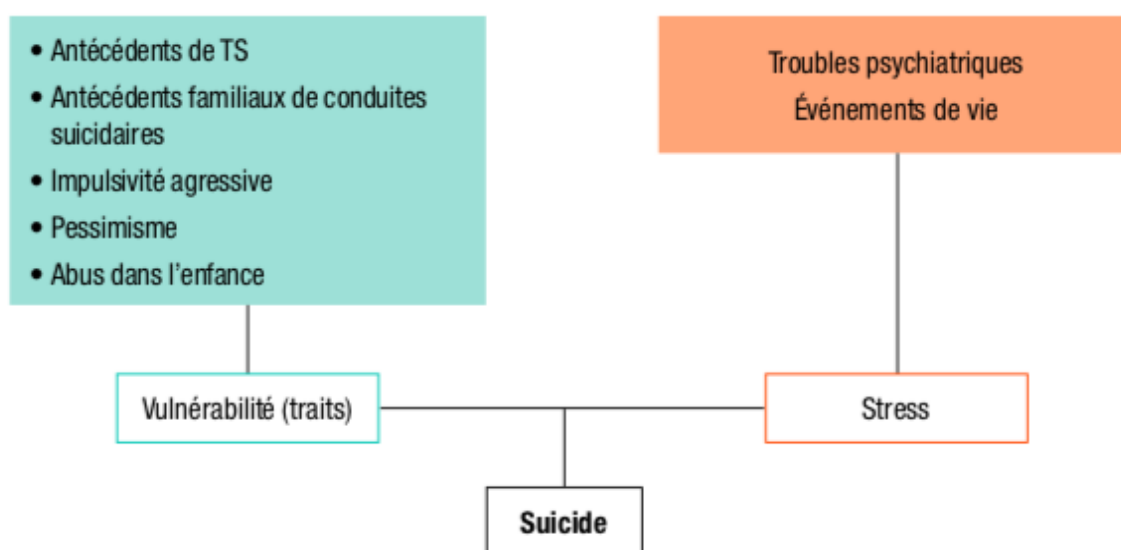 • Antécédents de TS
• Antécédents familiaux de conduites
suicidaires
• Impulsivité agressive
• Pessimisme
• Abus dans l'enfance
Troubles psychiatriques
Événements de vie
Vulnérabilité (traits)
Stress
Suicide